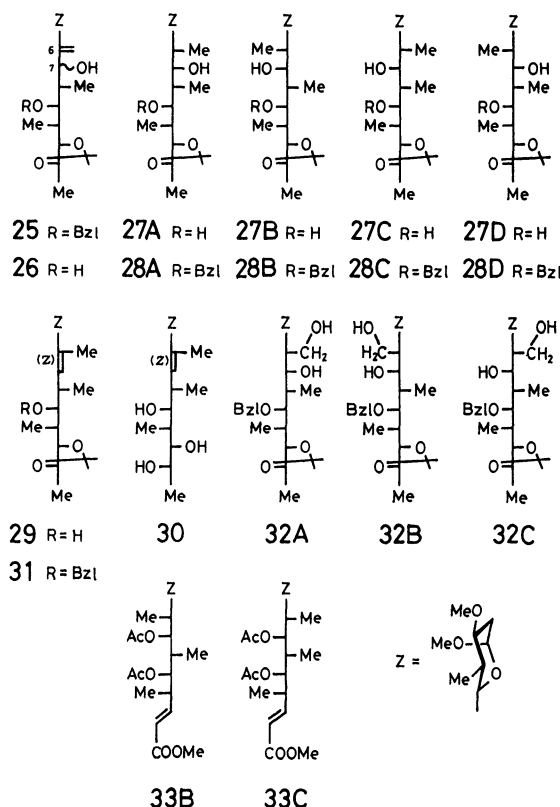 Z Z Z Z Z
6 Me Me Me Me
7 OH OH HO HO OH
Me Me Me Me Me
RO RO RO RO RO
Me Me Me Me Me
O O O O O
O= O= O= O= O=
Me Me Me Me Me
25 R=Bzl 27A R=H 27B R=H 27C R=H 27D R=H
26 R=H 28A R=Bzl 28B R=Bzl 28C R=Bzl 28D R=Bzl
Z Z Z Z Z
OH HO OH
(Z) Me (Z) Me CH2 H2C CH2
OH HO HO
Me Me Me Me Me
RO HO BzlO BzlO BzlO
Me Me Me Me Me
O OH O O O
O= HO O= O= O=
Me Me Me Me Me
29 R=H 30 32A 32B 32C
31 R=Bzl
Z Z
Me Me
AcO AcO
Me Me
AcO AcO
Me Me
COOMe COOMe
33B 33C
Z =
MeO
MeO
Me O